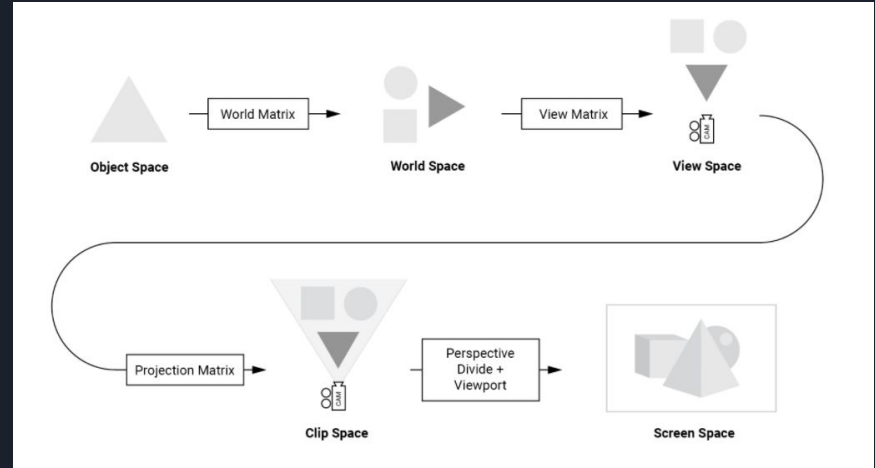 World Matrix
View Matrix
CAM
Object Space
World Space
View Space
Projection Matrix
Perspective
Divide +
Viewport
CAM
Clip Space
Screen Space